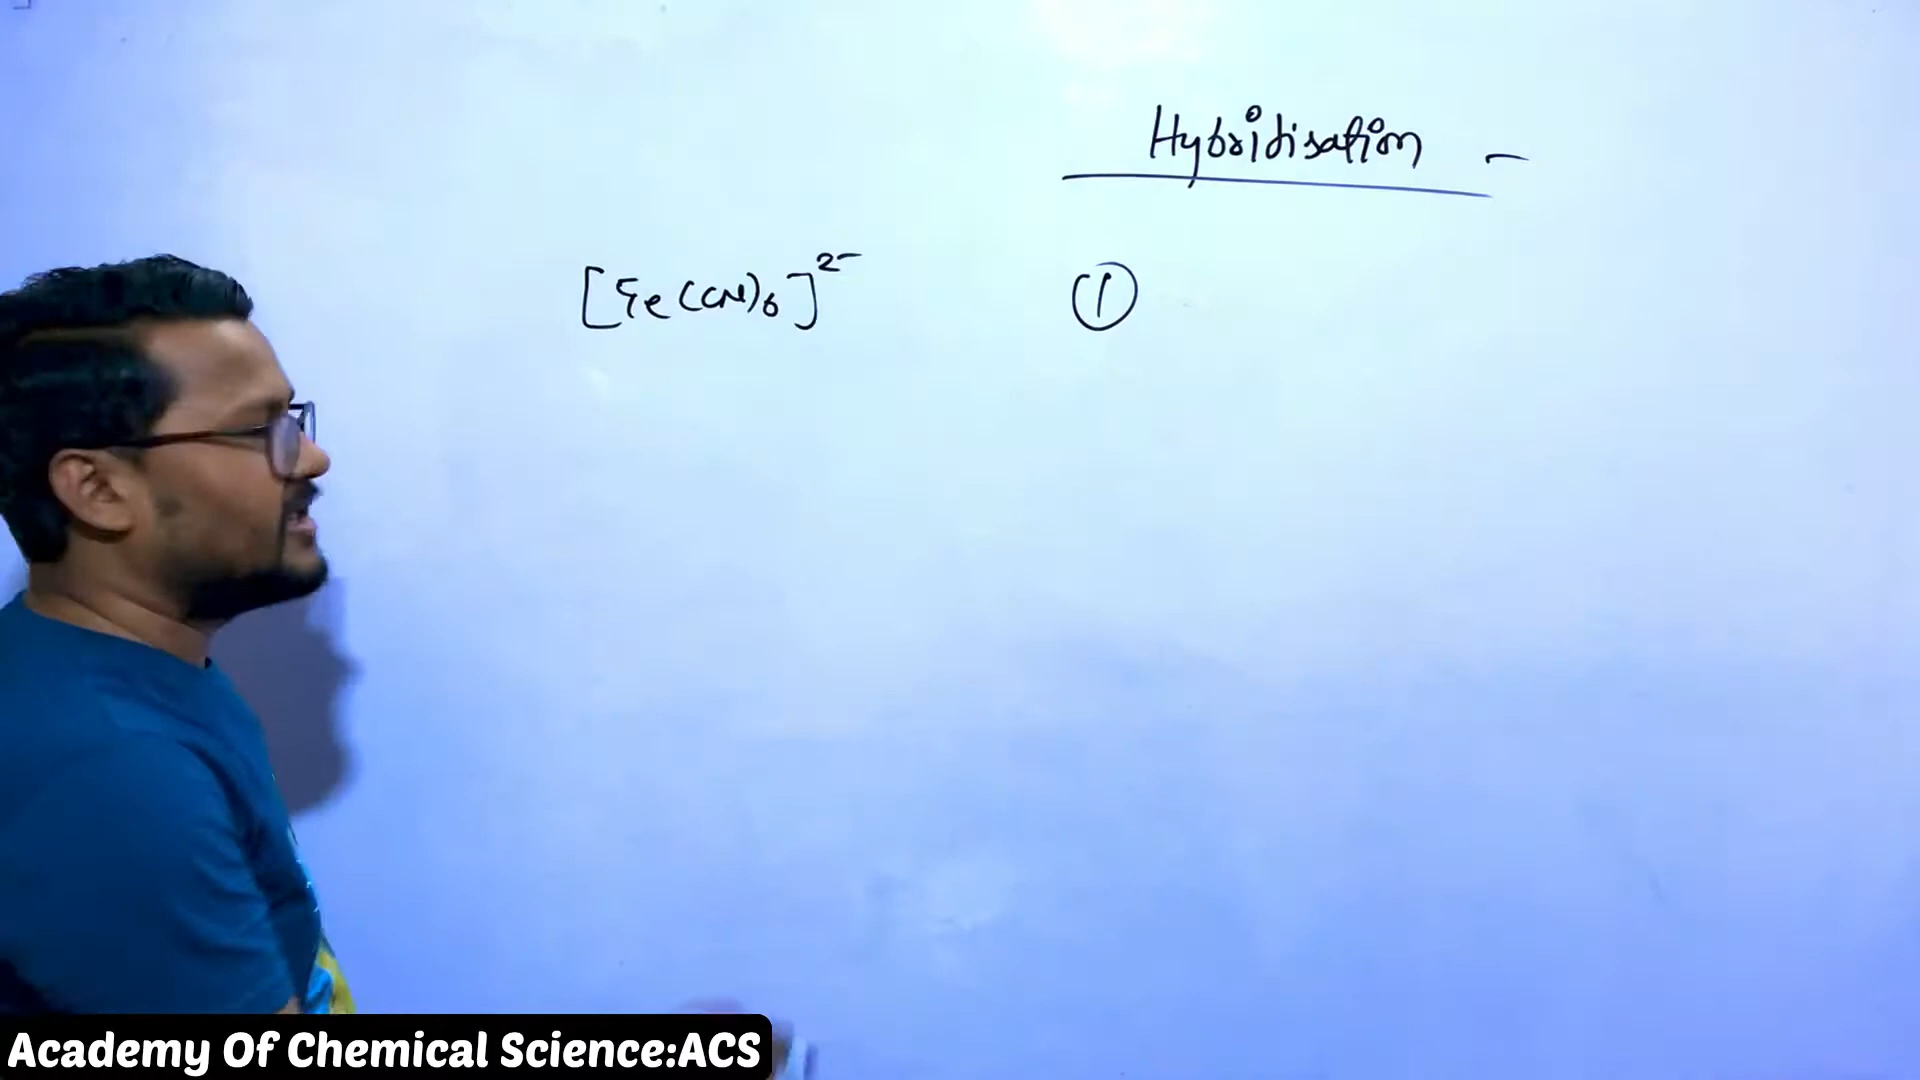 Hybridisation -
[Fe(CN)6]²⁻ ①
Academy Of Chemical Science:ACS